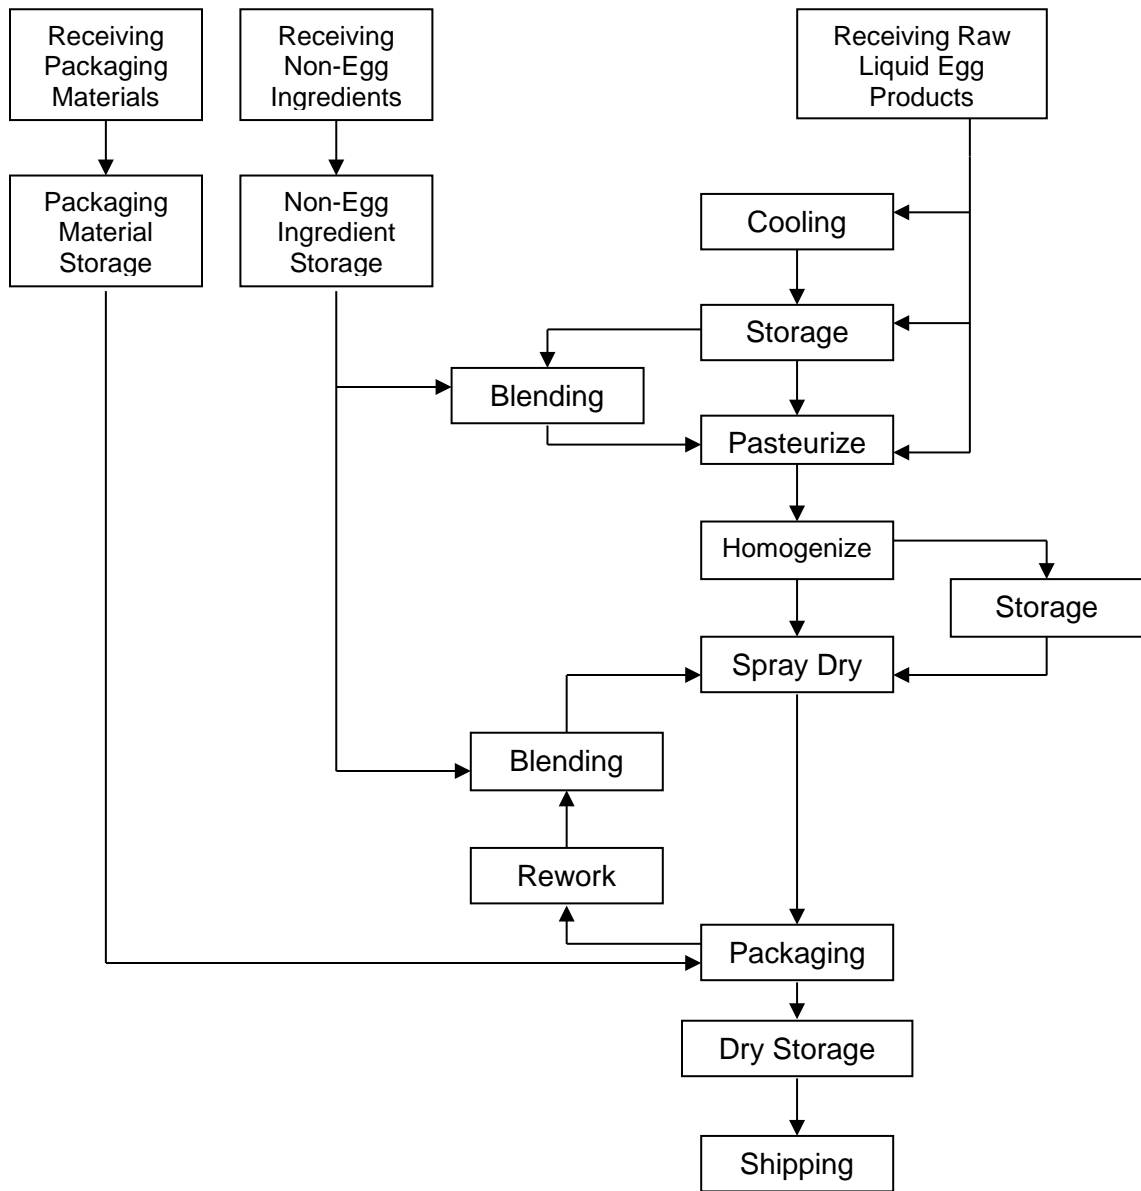 Receiving
Packaging
Materials
Receiving
Non-Egg
Ingredients
Receiving Raw
Liquid Egg
Products
Packaging
Material
Storage
Non-Egg
Ingredient
Storage
Cooling
Storage
Blending
Pasteurize
Homogenize
Storage
Spray Dry
Blending
Rework
Packaging
Dry Storage
Shipping